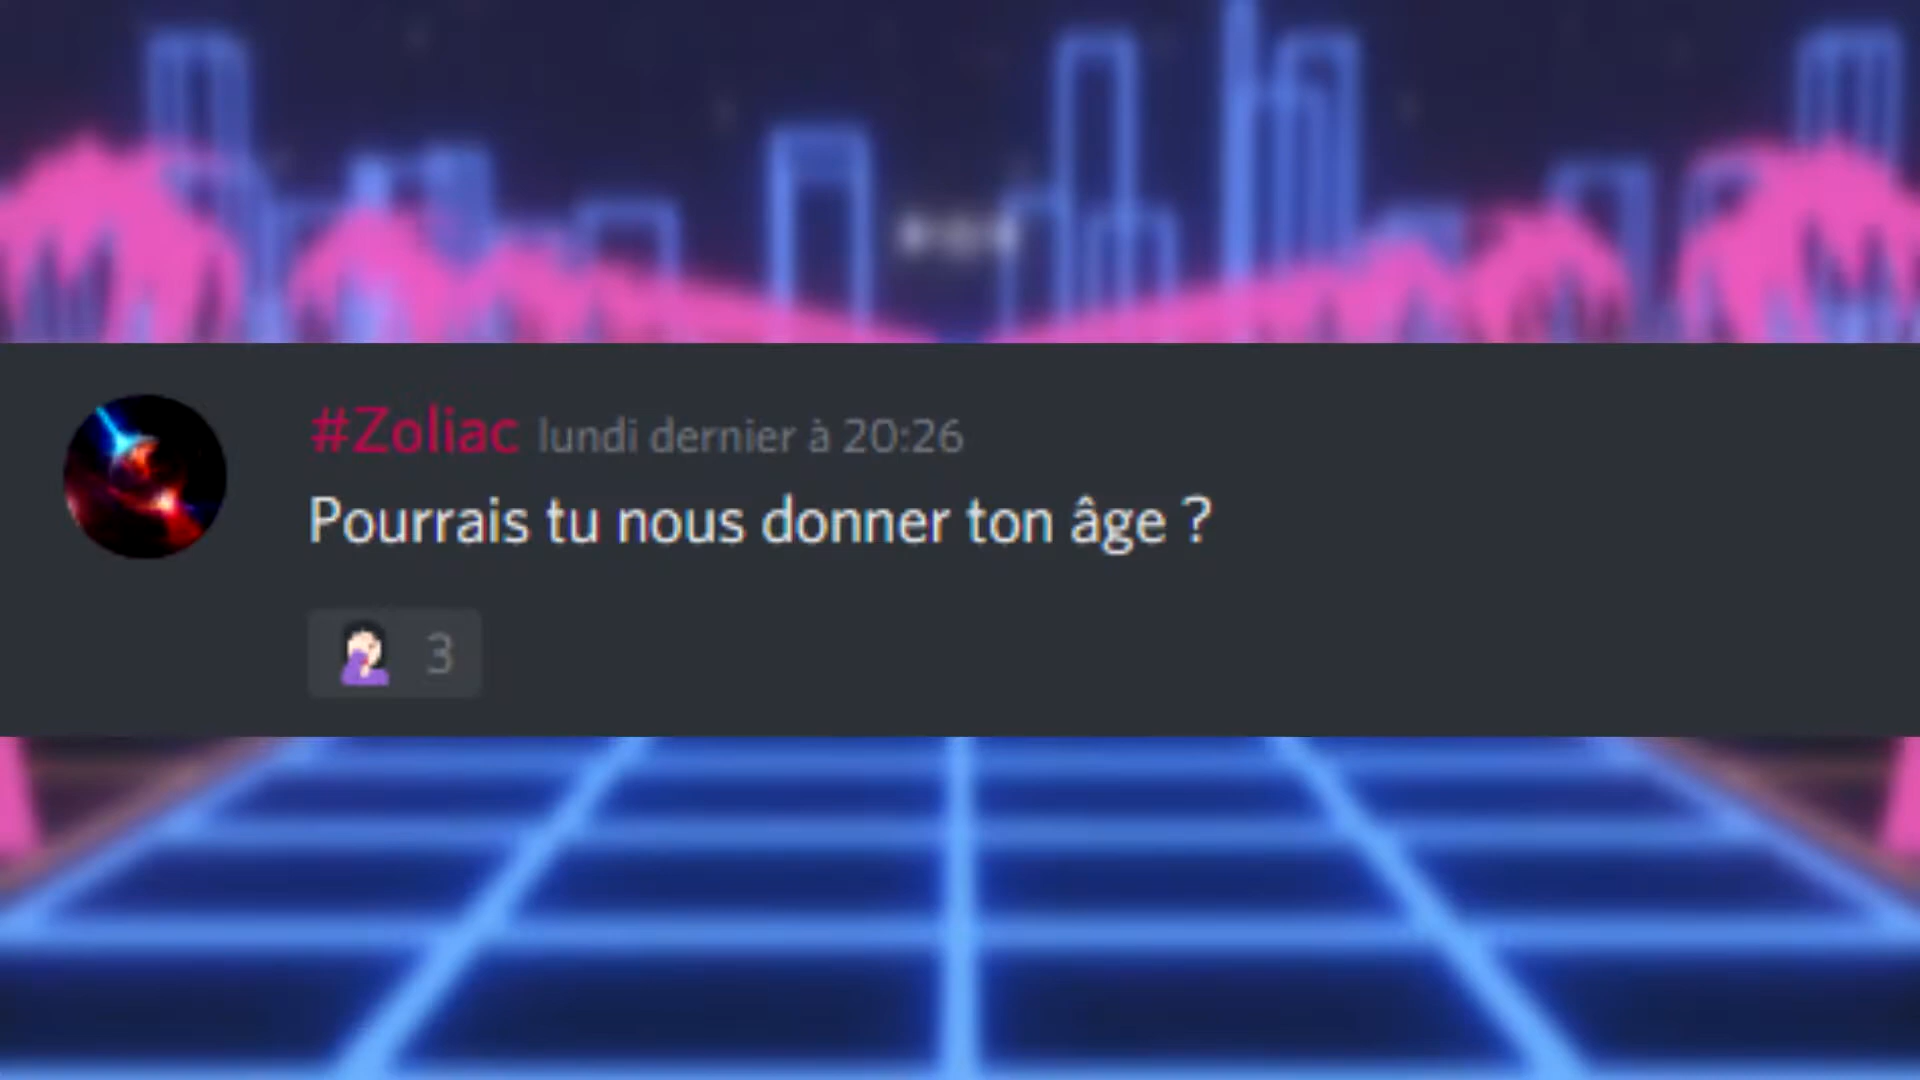 #Zoliac lundi dernier à 20:26
Pourrais tu nous donner ton âge ?
3